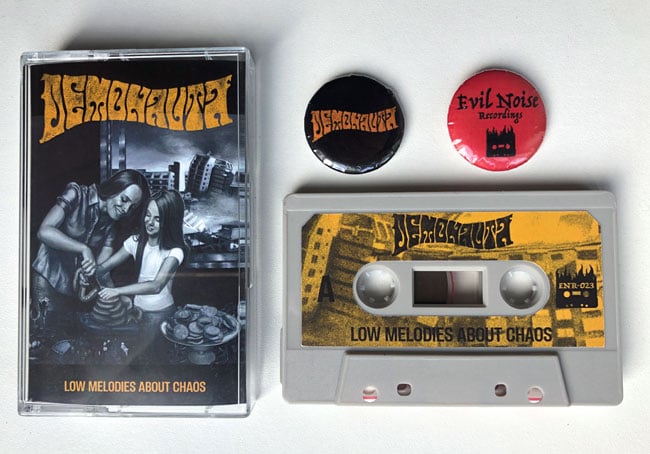 DEMONAUTA
LOW MELODIES ABOUT CHAOS
DEMONAUTA
Evil Noise
Recordings
DEMONAUTA
A
ENR-023
LOW MELODIES ABOUT CHAOS